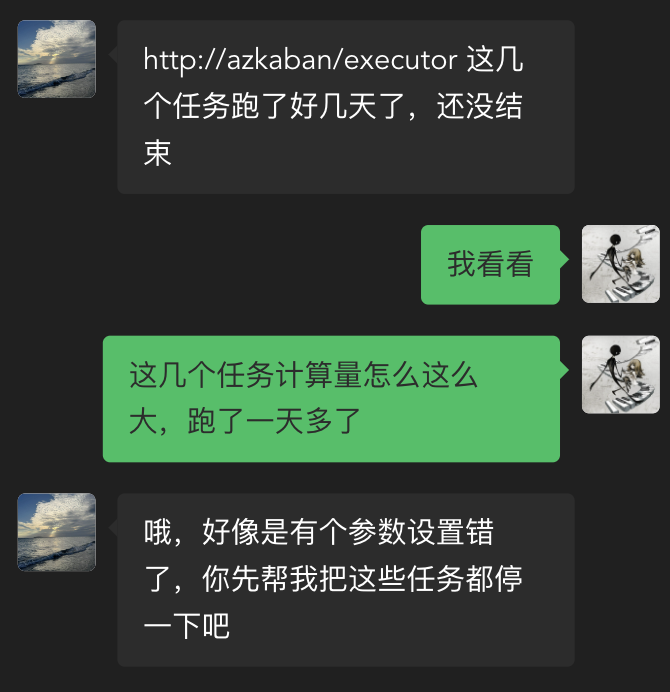 http://azkaban/executor 这几
个任务跑了好几天了，还没结
束
我看看
这几个任务计算量怎么这么
大，跑了一天多了
哦，好像是有个参数设置错
了，你先帮我把这些任务都停
一下吧